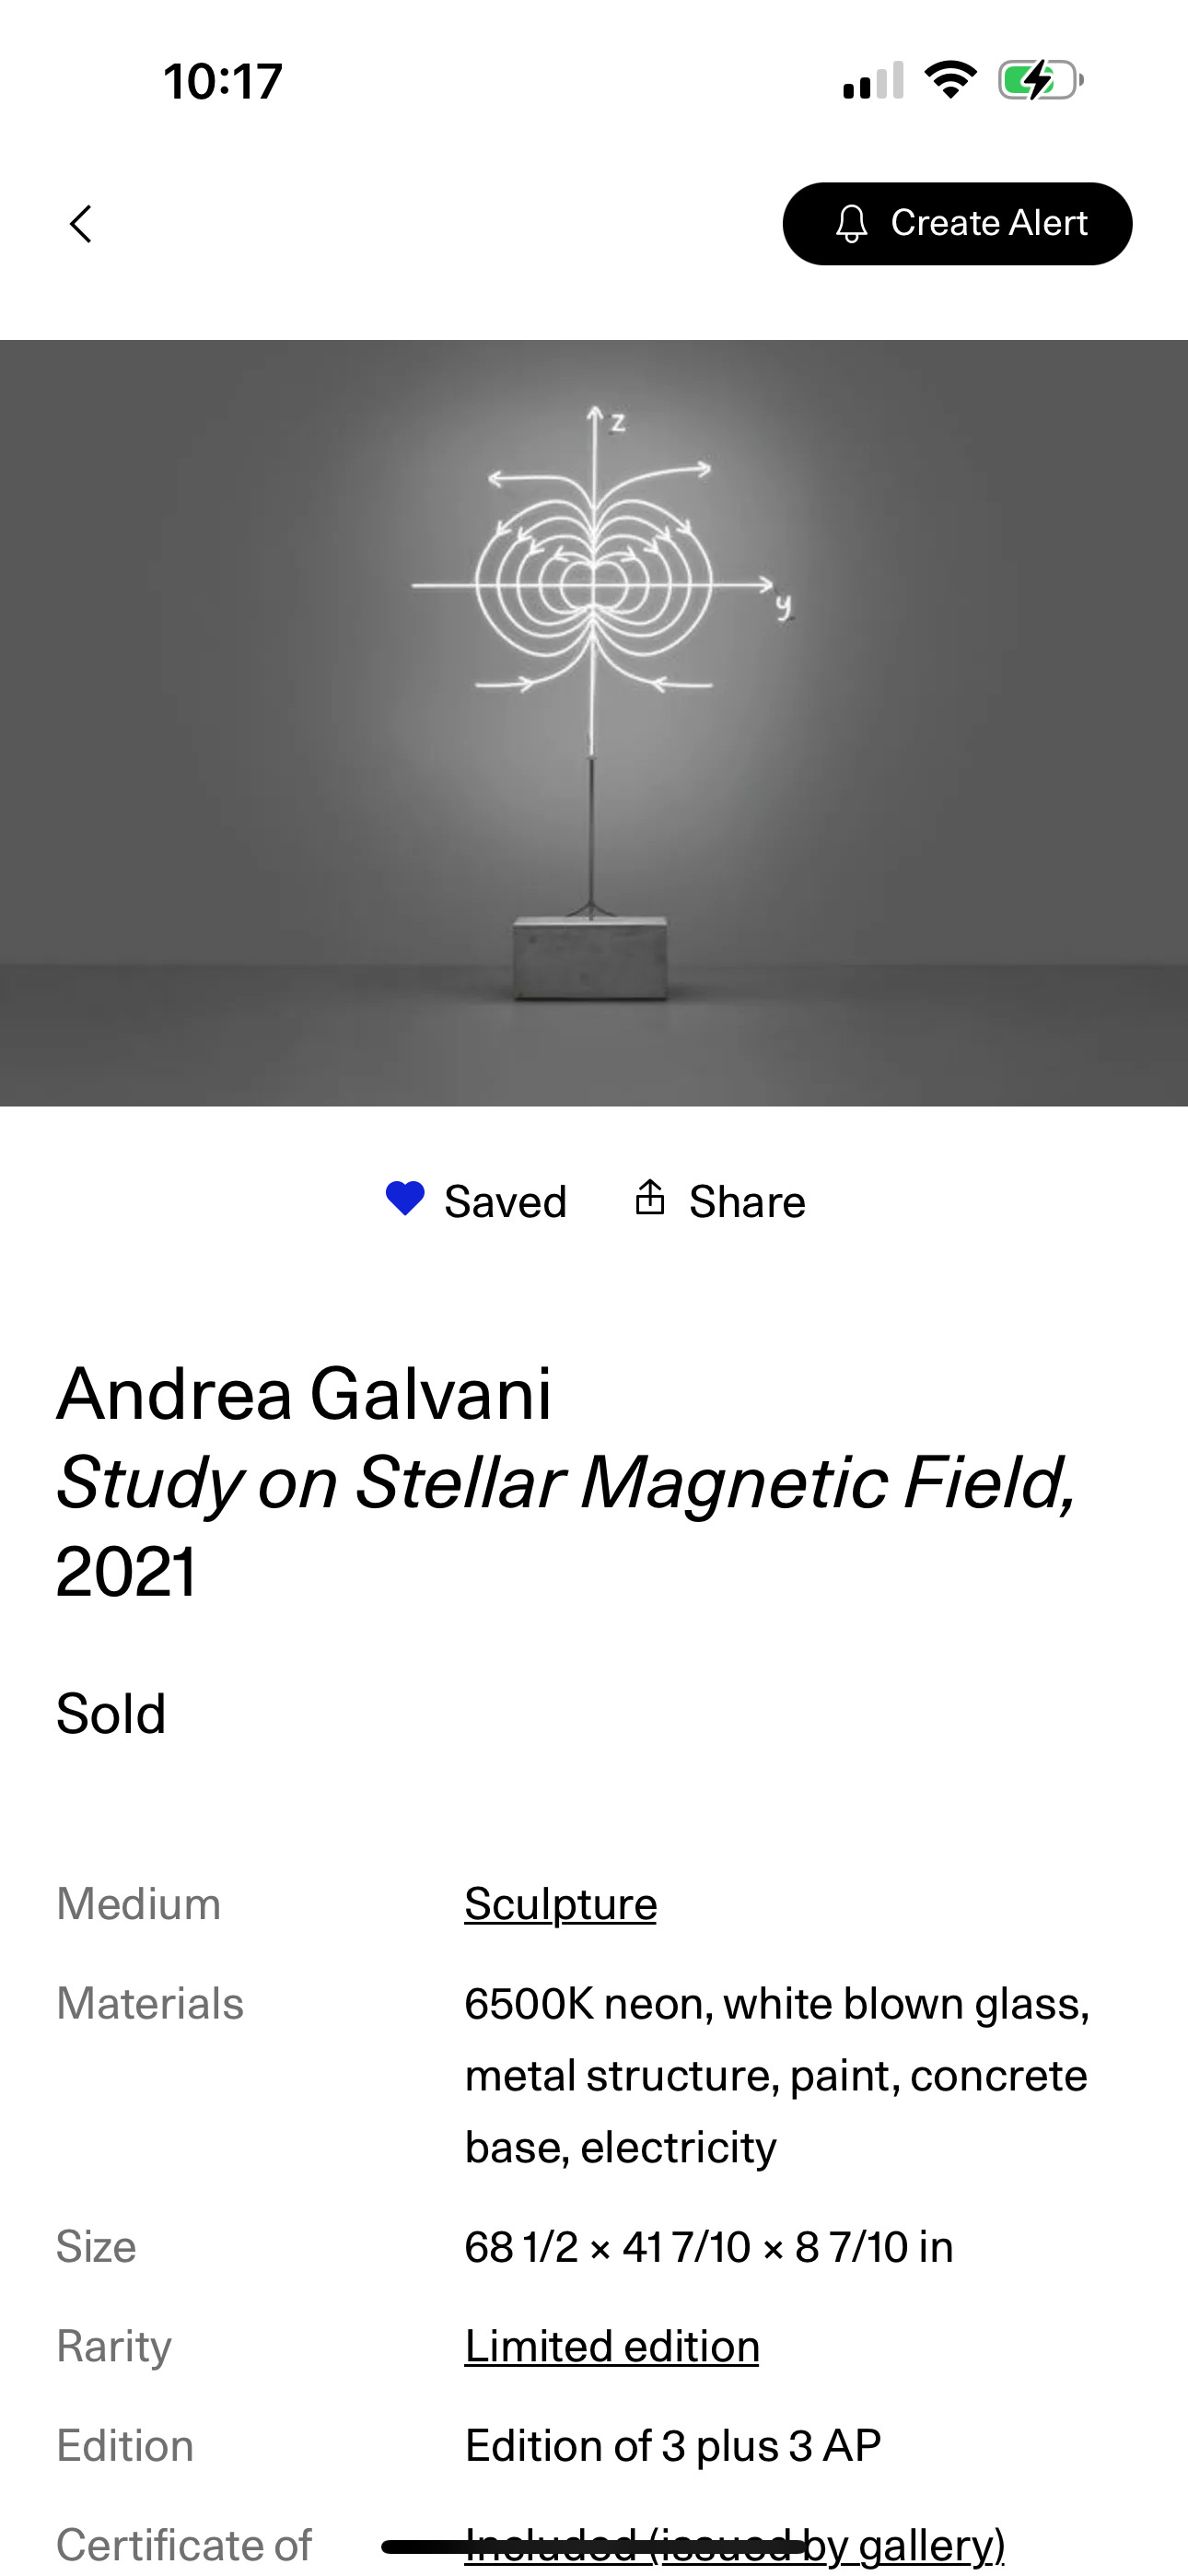 10:17
Create Alert
z
y
Saved
Share
Andrea Galvani
Study on Stellar Magnetic Field,
2021
Sold
Medium
Sculpture
Materials
6500K neon, white blown glass,
metal structure, paint, concrete
base, electricity
Size
68 1/2 × 41 7/10 × 8 7/10 in
Rarity
Limited edition
Edition
Edition of 3 plus 3 AP
Certificate of
Included (issued by gallery)